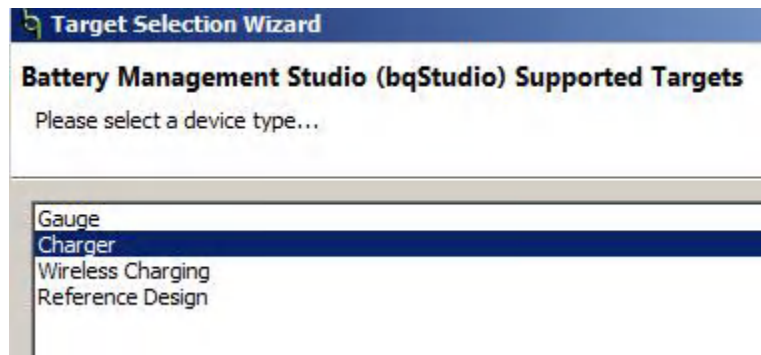 Target Selection Wizard
Battery Management Studio (bqStudio) Supported Targets
Please select a device type...
Gauge
Charger
Wireless Charging
Reference Design